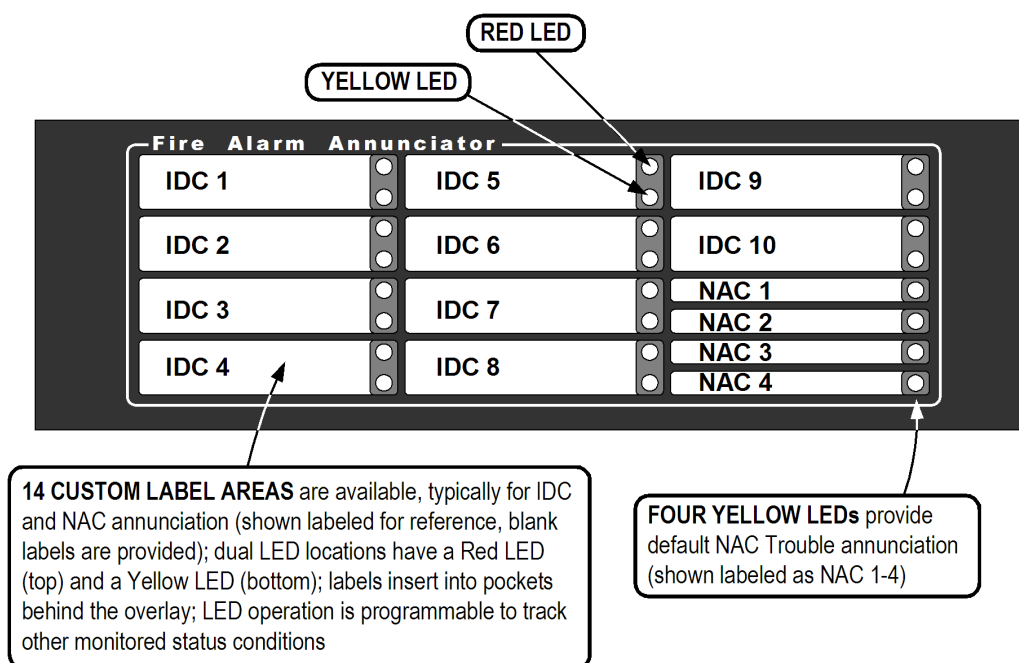 RED LED
YELLOW LED
Fire Alarm Annunciator
IDC 1
IDC 5
IDC 9
IDC 2
IDC 6
IDC 10
IDC 3
IDC 7
NAC 1
NAC 2
IDC 4
IDC 8
NAC 3
NAC 4
14 CUSTOM LABEL AREAS are available, typically for IDC
and NAC annunciation (shown labeled for reference, blank
labels are provided); dual LED locations have a Red LED
(top) and a Yellow LED (bottom); labels insert into pockets
behind the overlay; LED operation is programmable to track
other monitored status conditions
FOUR YELLOW LEDs provide
default NAC Trouble annunciation
(shown labeled as NAC 1-4)